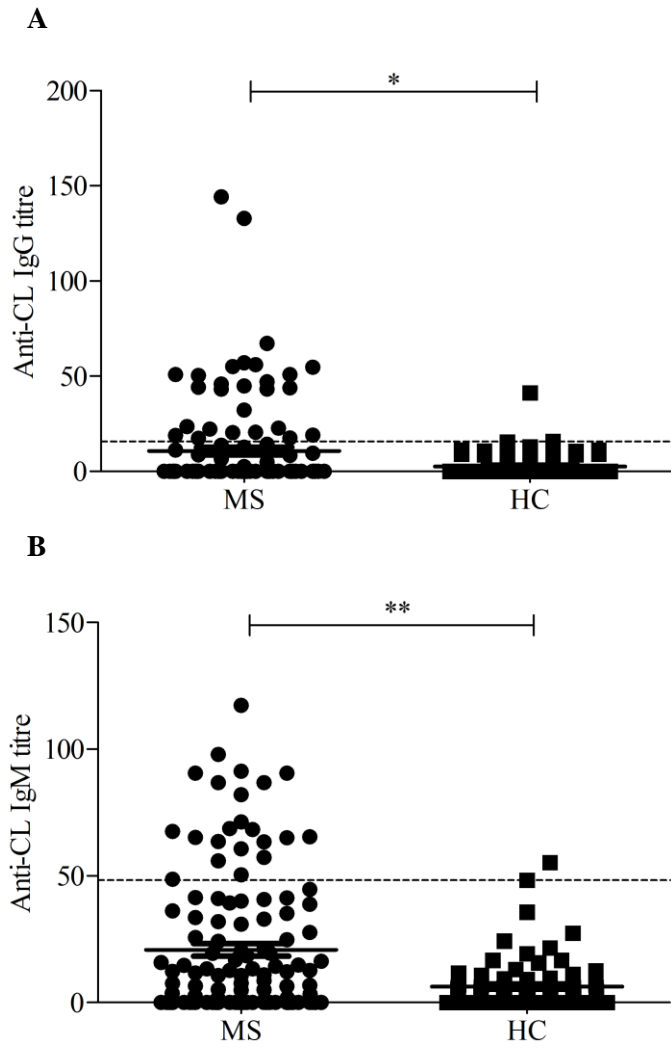 A
*
200
150
100
50
0
Anti-CL IgG titre
MS HC
B
**
150
100
50
0
Anti-CL IgM titre
MS HC